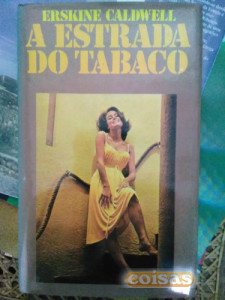 ERSKINE CALDWELL
A ESTRADA
DO TABACO
coisas